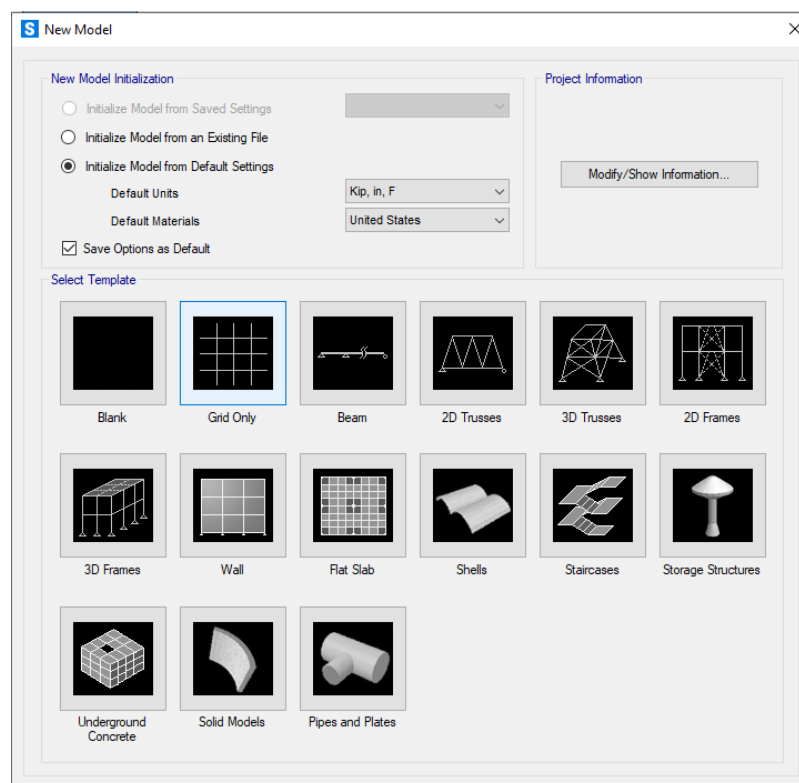 S New Model
New Model Initialization
Project Information
Initialize Model from Saved Settings
Initialize Model from an Existing File
Initialize Model from Default Settings
Modify/Show Information...
Default Units
Kip, in, F
Default Materials
United States
Save Options as Default
Select Template
Blank
Grid Only
Beam
2D Trusses
3D Trusses
2D Frames
3D Frames
Wall
Flat Slab
Shells
Staircases
Storage Structures
Underground
Concrete
Solid Models
Pipes and Plates